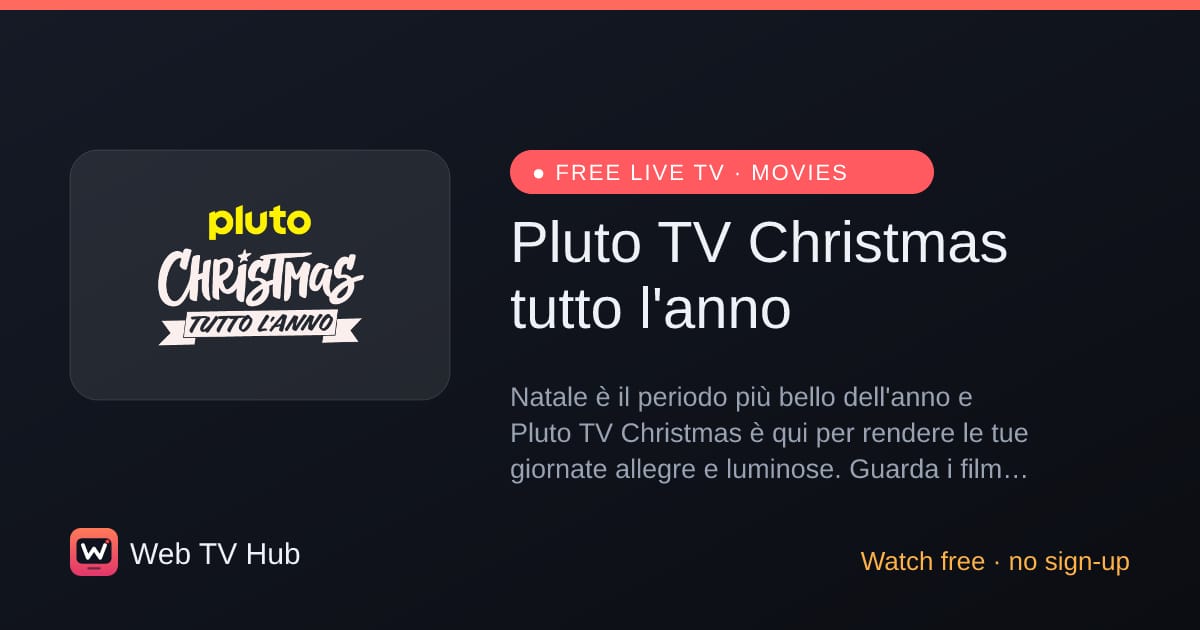 pluto
CHRISTMAS
TUTTO L'ANNO
● FREE LIVE TV · MOVIES
Pluto TV Christmas
tutto l'anno
Natale è il periodo più bello dell'anno e
Pluto TV Christmas è qui per rendere le tue
giornate allegre e luminose. Guarda i film…
W
Web TV Hub
Watch free · no sign-up